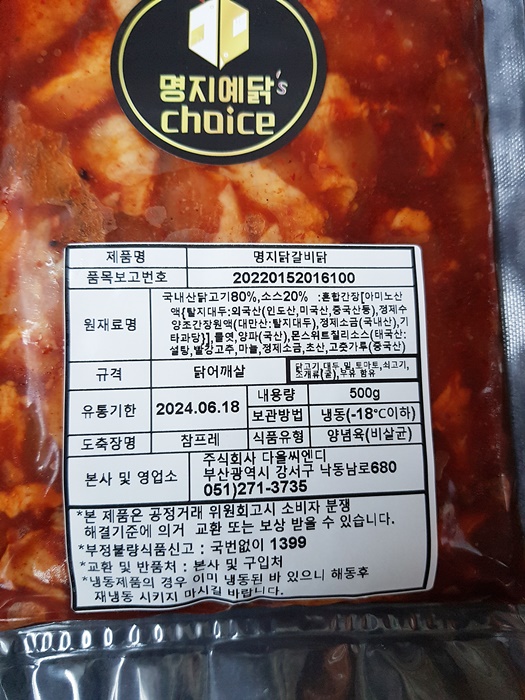 명지예닭's
choice
제품명 명지닭갈비닭
품목보고번호 20220152016100
원재료명 국내산닭고기80%,소스20% :혼합간장[아미노산
액{탈지대두:외국산(인도산,미국산,중국산등),정제수
양조간장원액(대만산:탈지대두),정제소금(국내산),기
타과당}],물엿,양파(국산),몬스위트칠리소스(태국산:
설탕,빨강고추,마늘,정제소금,초산,고춧가루(중국산)
규격 닭어깨살 닭고기,대두,밀,토마토,쇠고기,
조개류(굴),우유 함유
유통기한 2024.06.18 내용량 500g
보관방법 냉동(-18℃이하)
도축장명 참프레 식품유형 양념육(비살균)
본사 및 영업소 주식회사 다올씨엔디
부산광역시 강서구 낙동남로680
051)271-3735
*본 제품은 공정거래 위원회고시 소비자 분쟁
해결기준에 의거 교환 또는 보상 받을 수 있습니다.
*부정불량식품신고 : 국번없이 1399
*교환 및 반품처 : 본사 및 구입처
*냉동제품의 경우 이미 냉동된 바 있으니 해동후
재냉동 시키지 마시길 바랍니다.